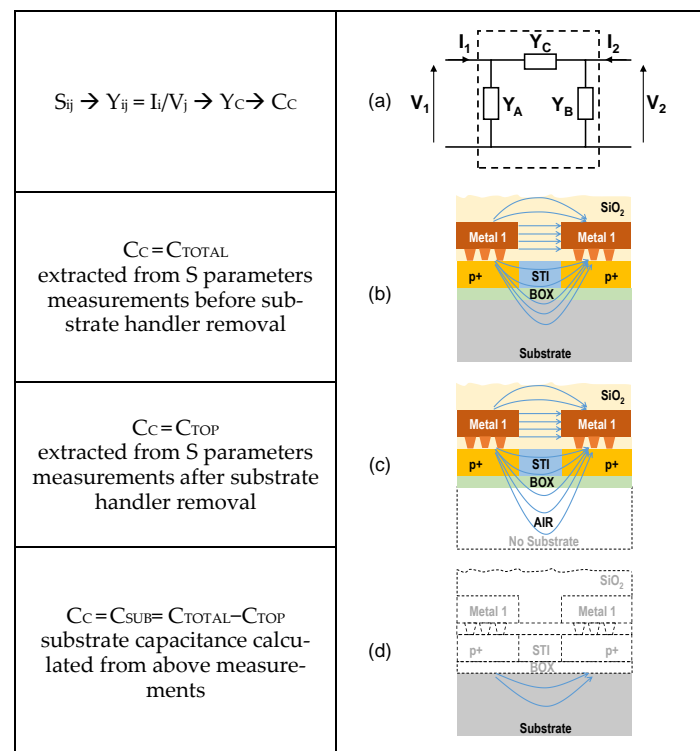 Sij → Yij = Ii/Vj → YC → CC
(a)
I1
YC
I2
V1
YA
YB
V2
CC = CTOTAL
extracted from S parameters
measurements before sub-
strate handler removal
(b)
SiO2
Metal 1
Metal 1
p+
STI
p+
BOX
Substrate
CC = CTOP
extracted from S parameters
measurements after substrate
handler removal
(c)
SiO2
Metal 1
Metal 1
p+
STI
p+
BOX
AIR
No Substrate
CC = CSUB= CTOTAL−CTOP
substrate capacitance calcu-
lated from above measure-
ments
(d)
SiO2
Metal 1
Metal 1
p+
STI
p+
BOX
Substrate